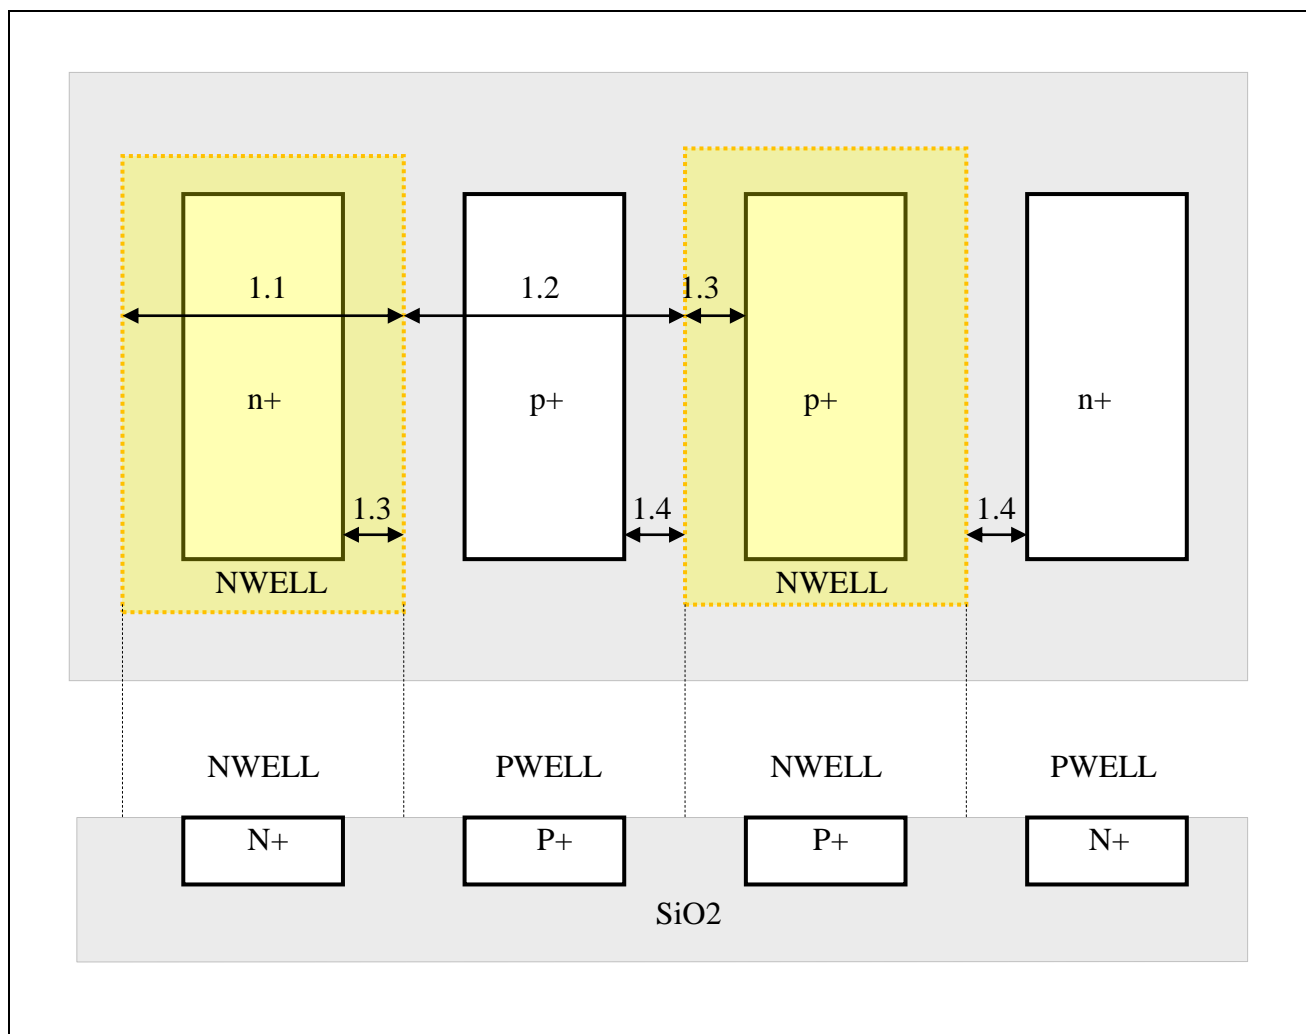 1.1 1.2 1.3
n+ p+ p+ n+
1.3 1.4 1.4
NWELL NWELL
NWELL PWELL NWELL PWELL
N+ P+ P+ N+
SiO2